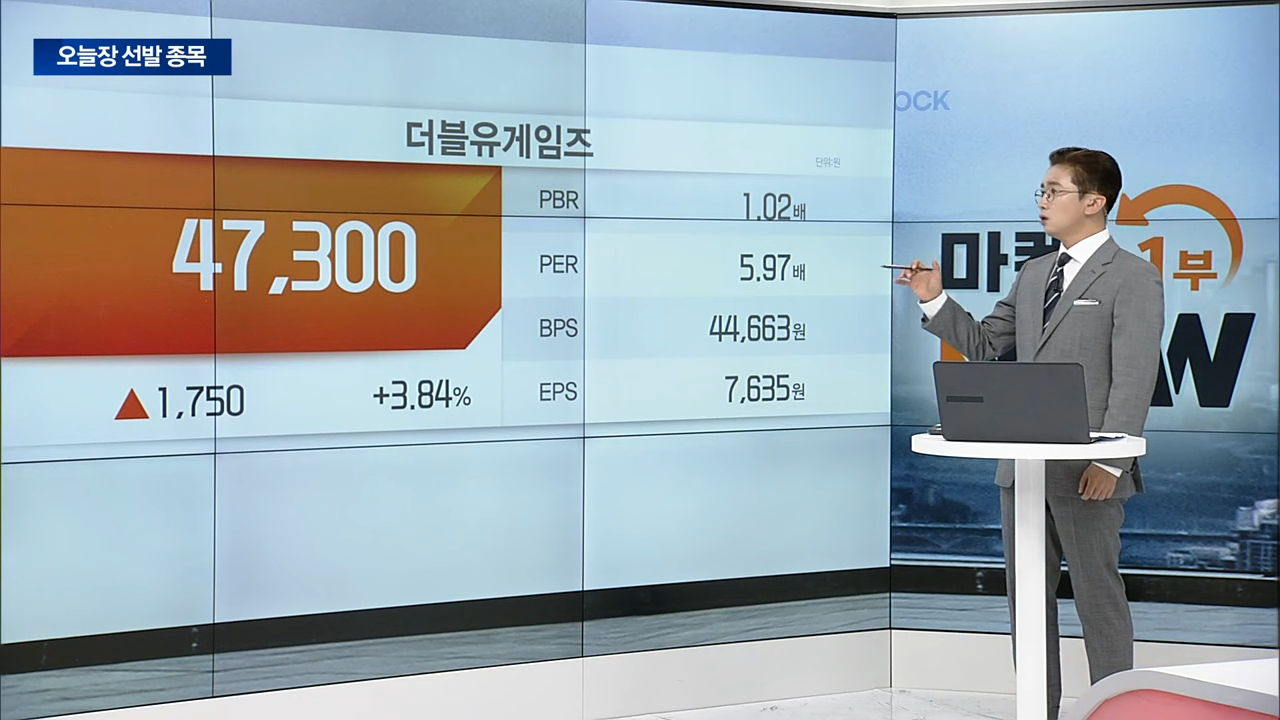 오늘장 선발 종목
OCK
더블유게임즈
단위:원
47,300
▲1,750 +3.84%
PBR 1.02배
PER 5.97배
BPS 44,663원
EPS 7,635원
1부